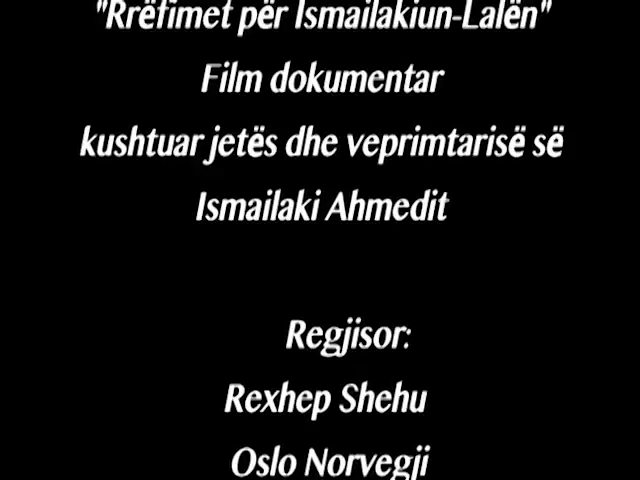 "Rrëfimet për Ismailakiun-Lalën"
Film dokumentar
kushtuar jetës dhe veprimtarisë së
Ismailaki Ahmedit
Regjisor:
Rexhep Shehu
Oslo Norvegji